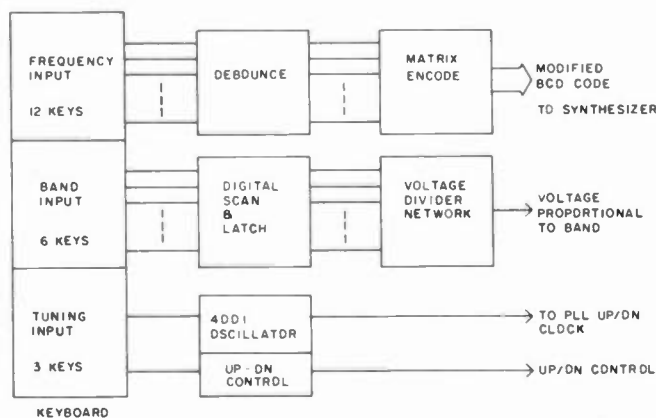 FREQUENCY
INPUT
12 KEYS
DEBOUNCE
MATRIX
ENCODE
MODIFIED
BCD CODE
TO SYNTHESIZER
BAND
INPUT
6 KEYS
DIGITAL
SCAN
&
LATCH
VOLTAGE
DIVIDER
NETWORK
VOLTAGE
PROPORTIONAL
TO BAND
TUNING
INPUT
3 KEYS
4001
OSCILLATOR
TO PLL UP/DN
CLOCK
UP-DN
CONTROL
UP/DN CONTROL
KEYBOARD